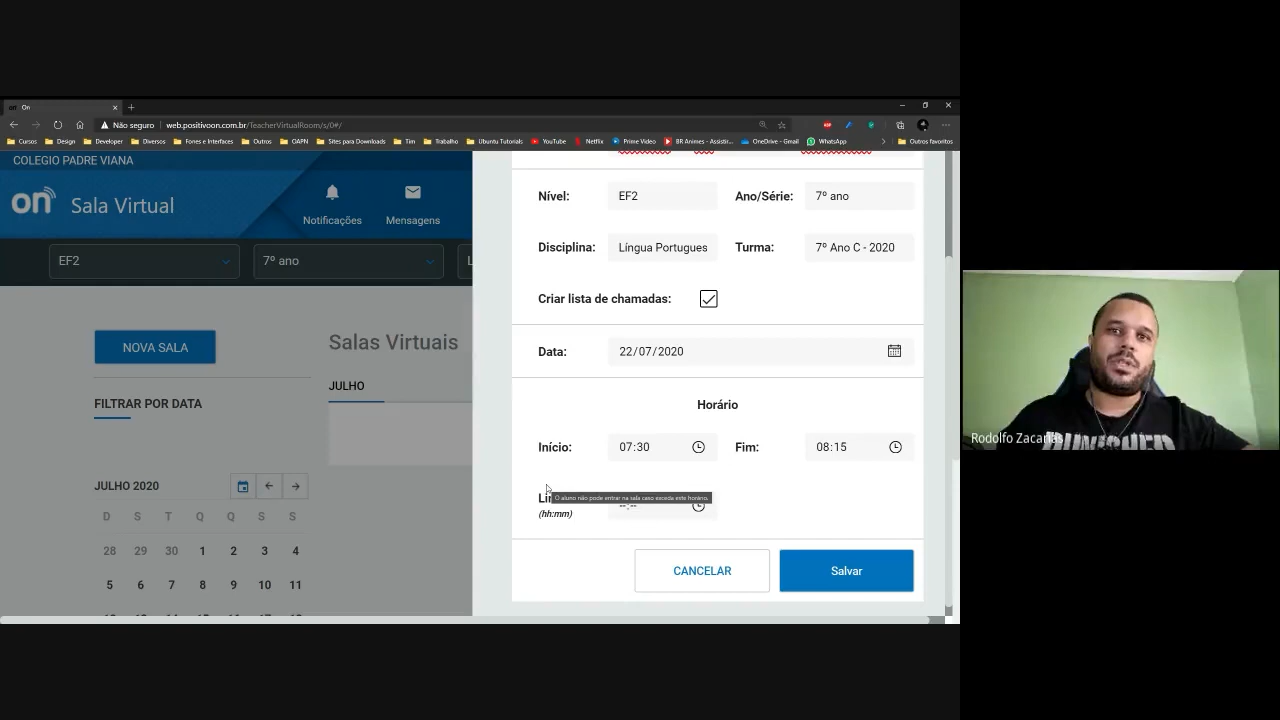 On
Não seguro | web.positivoon.com.br/TeacherVirtualRoom/s/0#/
Cursos Design Developer Diversos Fones e Interfaces Outros OAPN Sites para Downloads Tim Trabalho Ubuntu Tutorials YouTube Netflix Prime Video BR Animes - Assistir... OneDrive - Gmail WhatsApp Outros favoritos
COLEGIO PADRE VIANA
on Sala Virtual
Notificações Mensagens
EF2 7º ano L
NOVA SALA
Salas Virtuais
FILTRAR POR DATA
JULHO
JULHO 2020
D S T Q Q S S
28 29 30 1 2 3 4
5 6 7 8 9 10 11
Nível: EF2 Ano/Série: 7º ano
Disciplina: Língua Portugues Turma: 7º Ano C - 2020
Criar lista de chamadas:
Data: 22/07/2020
Horário
Início: 07:30 Fim: 08:15
O aluno não pode entrar na sala caso exceda este horário.
(hh:mm) --:--
CANCELAR Salvar
Rodolfo Zacarias